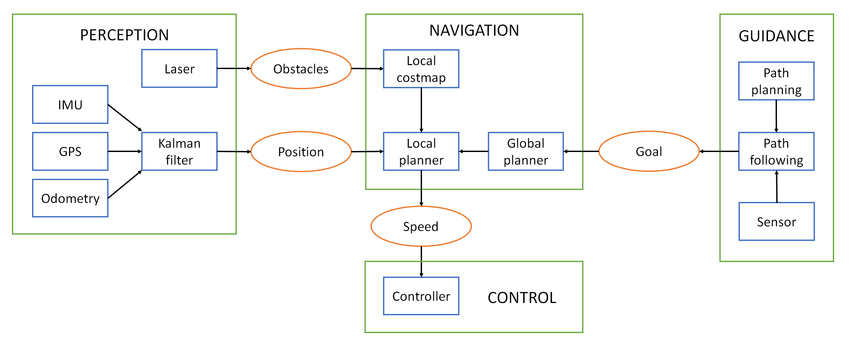 PERCEPTION
Laser
IMU
GPS
Odometry
Kalman
filter
Obstacles
Position
NAVIGATION
Local
costmap
Local
planner
Global
planner
Speed
Controller
CONTROL
Goal
GUIDANCE
Path
planning
Path
following
Sensor